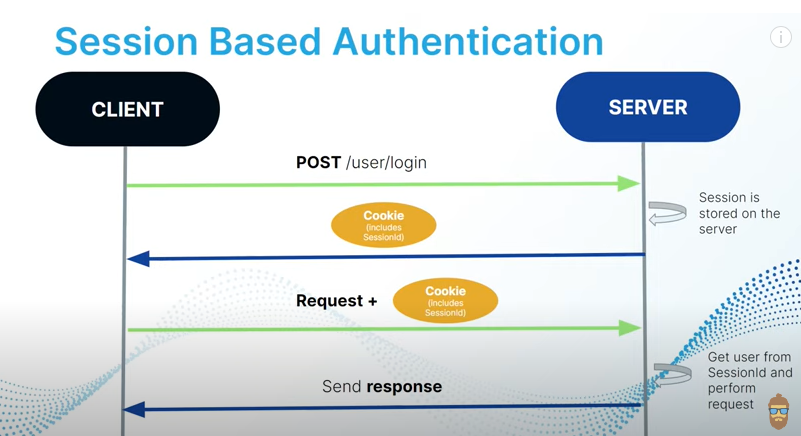 Session Based Authentication
i
CLIENT
SERVER
POST /user/login
Session is
stored on the
server
Cookie
(Includes
SessionId)
Request +
Cookie
(Includes
SessionId)
Get user from
SessionId and
perform
request
Send response